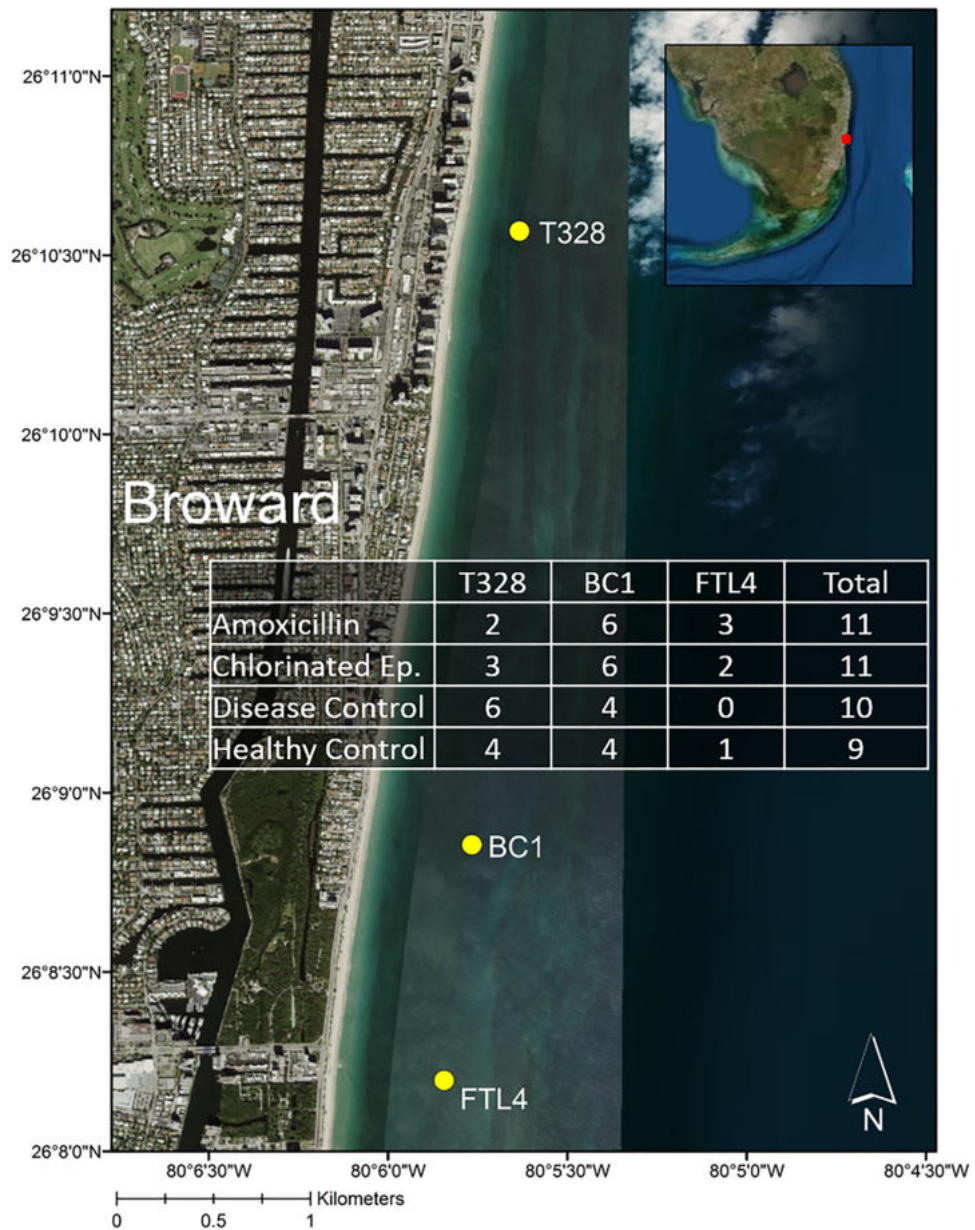 26°11'0"N
T328
26°10'30"N
26°10'0"N
Broward
T328 BC1 FTL4 Total
26°9'30"N
Amoxicillin 2 6 3 11
Chlorinated Ep. 3 6 2 11
Disease Control 6 4 0 10
Healthy Control 4 4 1 9
26°9'0"N
BC1
26°8'30"N
FTL4
N
26°8'0"N
80°6'30"W 80°6'0"W 80°5'30"W 80°5'0"W 80°4'30"W
Kilometers
0 0.5 1